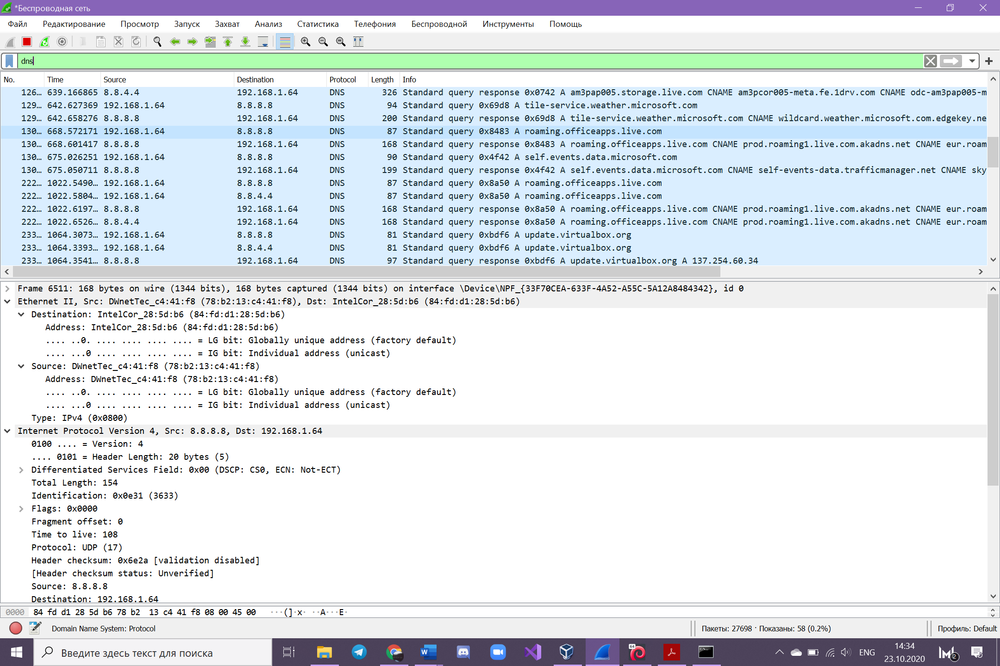 *Беспроводная сеть
Файл Редактирование Просмотр Запуск Захват Анализ Статистика Телефония Беспроводной Инструменты Помощь
dns
No. Time Source Destination Protocol Length Info
126… 639.166865 8.8.4.4 192.168.1.64 DNS 326 Standard query response 0x0742 A am3pap005.storage.live.com CNAME am3pcor005-meta.fe.1drv.com CNAME odc-am3pap005-m
129… 642.627369 192.168.1.64 8.8.8.8 DNS 94 Standard query 0x69d8 A tile-service.weather.microsoft.com
129… 642.658276 8.8.8.8 192.168.1.64 DNS 200 Standard query response 0x69d8 A tile-service.weather.microsoft.com CNAME wildcard.weather.microsoft.com.edgekey.ne
130… 668.572171 192.168.1.64 8.8.8.8 DNS 87 Standard query 0x8483 A roaming.officeapps.live.com
130… 668.601417 8.8.8.8 192.168.1.64 DNS 168 Standard query response 0x8483 A roaming.officeapps.live.com CNAME prod.roaming1.live.com.akadns.net CNAME eur.roam
130… 675.026251 192.168.1.64 8.8.8.8 DNS 90 Standard query 0x4f42 A self.events.data.microsoft.com
130… 675.050711 8.8.8.8 192.168.1.64 DNS 199 Standard query response 0x4f42 A self.events.data.microsoft.com CNAME self-events-data.trafficmanager.net CNAME sky
222… 1022.5490… 192.168.1.64 8.8.8.8 DNS 87 Standard query 0x8a50 A roaming.officeapps.live.com
222… 1022.5804… 192.168.1.64 8.8.4.4 DNS 87 Standard query 0x8a50 A roaming.officeapps.live.com
222… 1022.6197… 8.8.8.8 192.168.1.64 DNS 168 Standard query response 0x8a50 A roaming.officeapps.live.com CNAME prod.roaming1.live.com.akadns.net CNAME eur.roam
222… 1022.6526… 8.8.4.4 192.168.1.64 DNS 168 Standard query response 0x8a50 A roaming.officeapps.live.com CNAME prod.roaming1.live.com.akadns.net CNAME eur.roam
233… 1064.3073… 192.168.1.64 8.8.8.8 DNS 81 Standard query 0xbdf6 A update.virtualbox.org
233… 1064.3393… 192.168.1.64 8.8.4.4 DNS 81 Standard query 0xbdf6 A update.virtualbox.org
233… 1064.3541… 8.8.8.8 192.168.1.64 DNS 97 Standard query response 0xbdf6 A update.virtualbox.org A 137.254.60.34
Frame 6511: 168 bytes on wire (1344 bits), 168 bytes captured (1344 bits) on interface \Device\NPF_{33F70CEA-633F-4A52-A55C-5A12A8484342}, id 0
Ethernet II, Src: DWnetTec_c4:41:f8 (78:b2:13:c4:41:f8), Dst: IntelCor_28:5d:b6 (84:fd:d1:28:5d:b6)
Destination: IntelCor_28:5d:b6 (84:fd:d1:28:5d:b6)
Address: IntelCor_28:5d:b6 (84:fd:d1:28:5d:b6)
.... ..0. .... .... .... .... = LG bit: Globally unique address (factory default)
.... ...0 .... .... .... .... = IG bit: Individual address (unicast)
Source: DWnetTec_c4:41:f8 (78:b2:13:c4:41:f8)
Address: DWnetTec_c4:41:f8 (78:b2:13:c4:41:f8)
.... ..0. .... .... .... .... = LG bit: Globally unique address (factory default)
.... ...0 .... .... .... .... = IG bit: Individual address (unicast)
Type: IPv4 (0x0800)
Internet Protocol Version 4, Src: 8.8.8.8, Dst: 192.168.1.64
0100 .... = Version: 4
.... 0101 = Header Length: 20 bytes (5)
Differentiated Services Field: 0x00 (DSCP: CS0, ECN: Not-ECT)
Total Length: 154
Identification: 0x0e31 (3633)
Flags: 0x0000
Fragment offset: 0
Time to live: 108
Protocol: UDP (17)
Header checksum: 0x6e2a [validation disabled]
[Header checksum status: Unverified]
Source: 8.8.8.8
Destination: 192.168.1.64
0000 84 fd d1 28 5d b6 78 b2 13 c4 41 f8 08 00 45 00 ···(]·x· ··A···E·
Domain Name System: Protocol Пакеты: 27698 · Показаны: 58 (0.2%) Профиль: Default
Введите здесь текст для поиска
64
ENG
14:34
23.10.2020
2